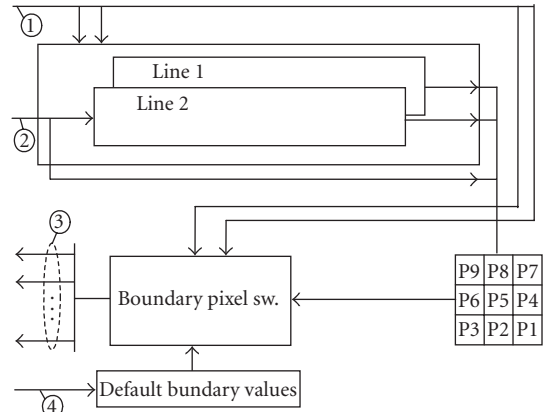 1
Line 1
Line 2
2
3
P9 P8 P7
Boundary pixel sw.
P6 P5 P4
P3 P2 P1
Default bundary values
4